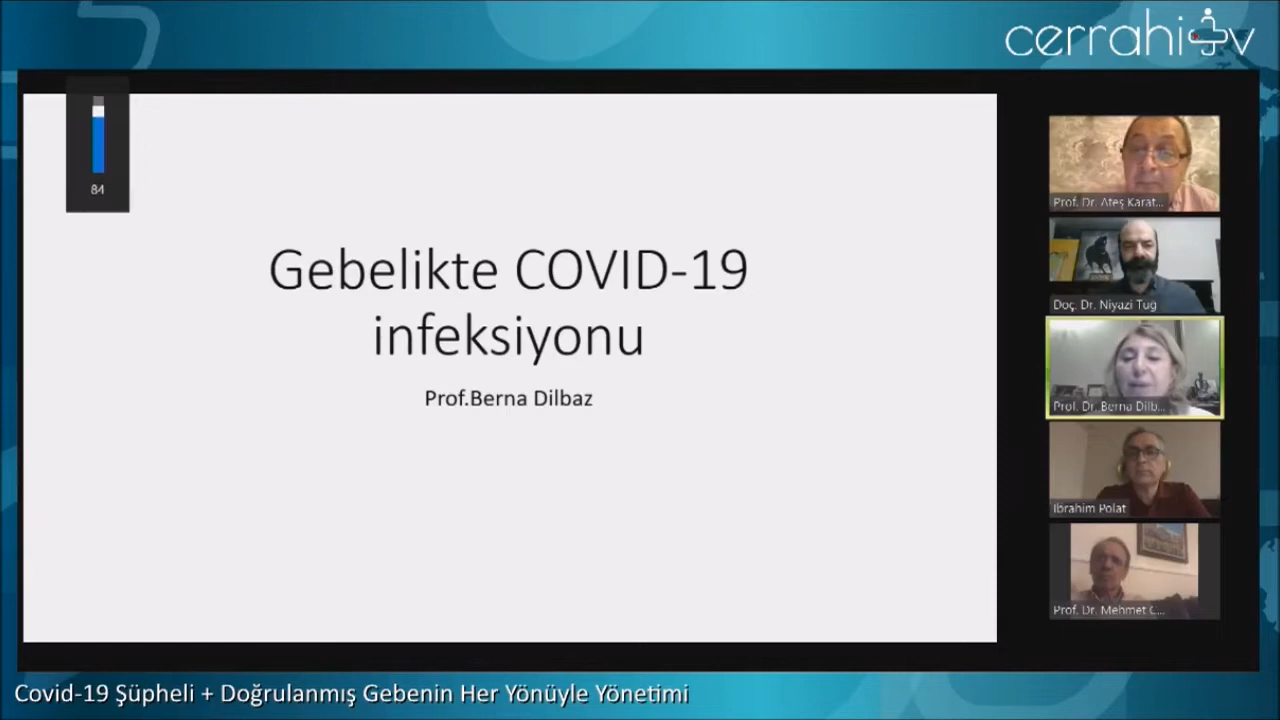 cerrahi tv
84
Gebelikte COVID-19
infeksiyonu
Prof.Berna Dilbaz
Prof. Dr. Ateş Karat...
Doç. Dr. Niyazi Tug
Prof. Dr. Berna Dilb...
Ibrahim Polat
Prof. Dr. Mehmet C...
Covid-19 Şüpheli + Doğrulanmış Gebenin Her Yönüyle Yönetimi